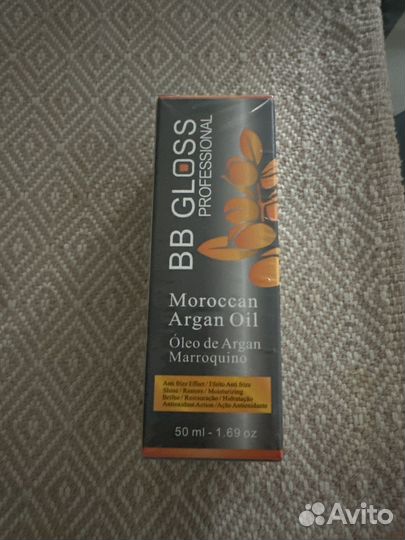 BB GLOSS
PROFESSIONAL
Moroccan
Argan Oil
Óleo de Argan
Marroquino
Anti frizz Effect / Efeito Anti frizz
Shine / Restore / Moisturizing
Brilho / Restauração / Hidratação
Antioxidant Action / Ação Antioxidante
50 ml - 1.69 oz
Avito